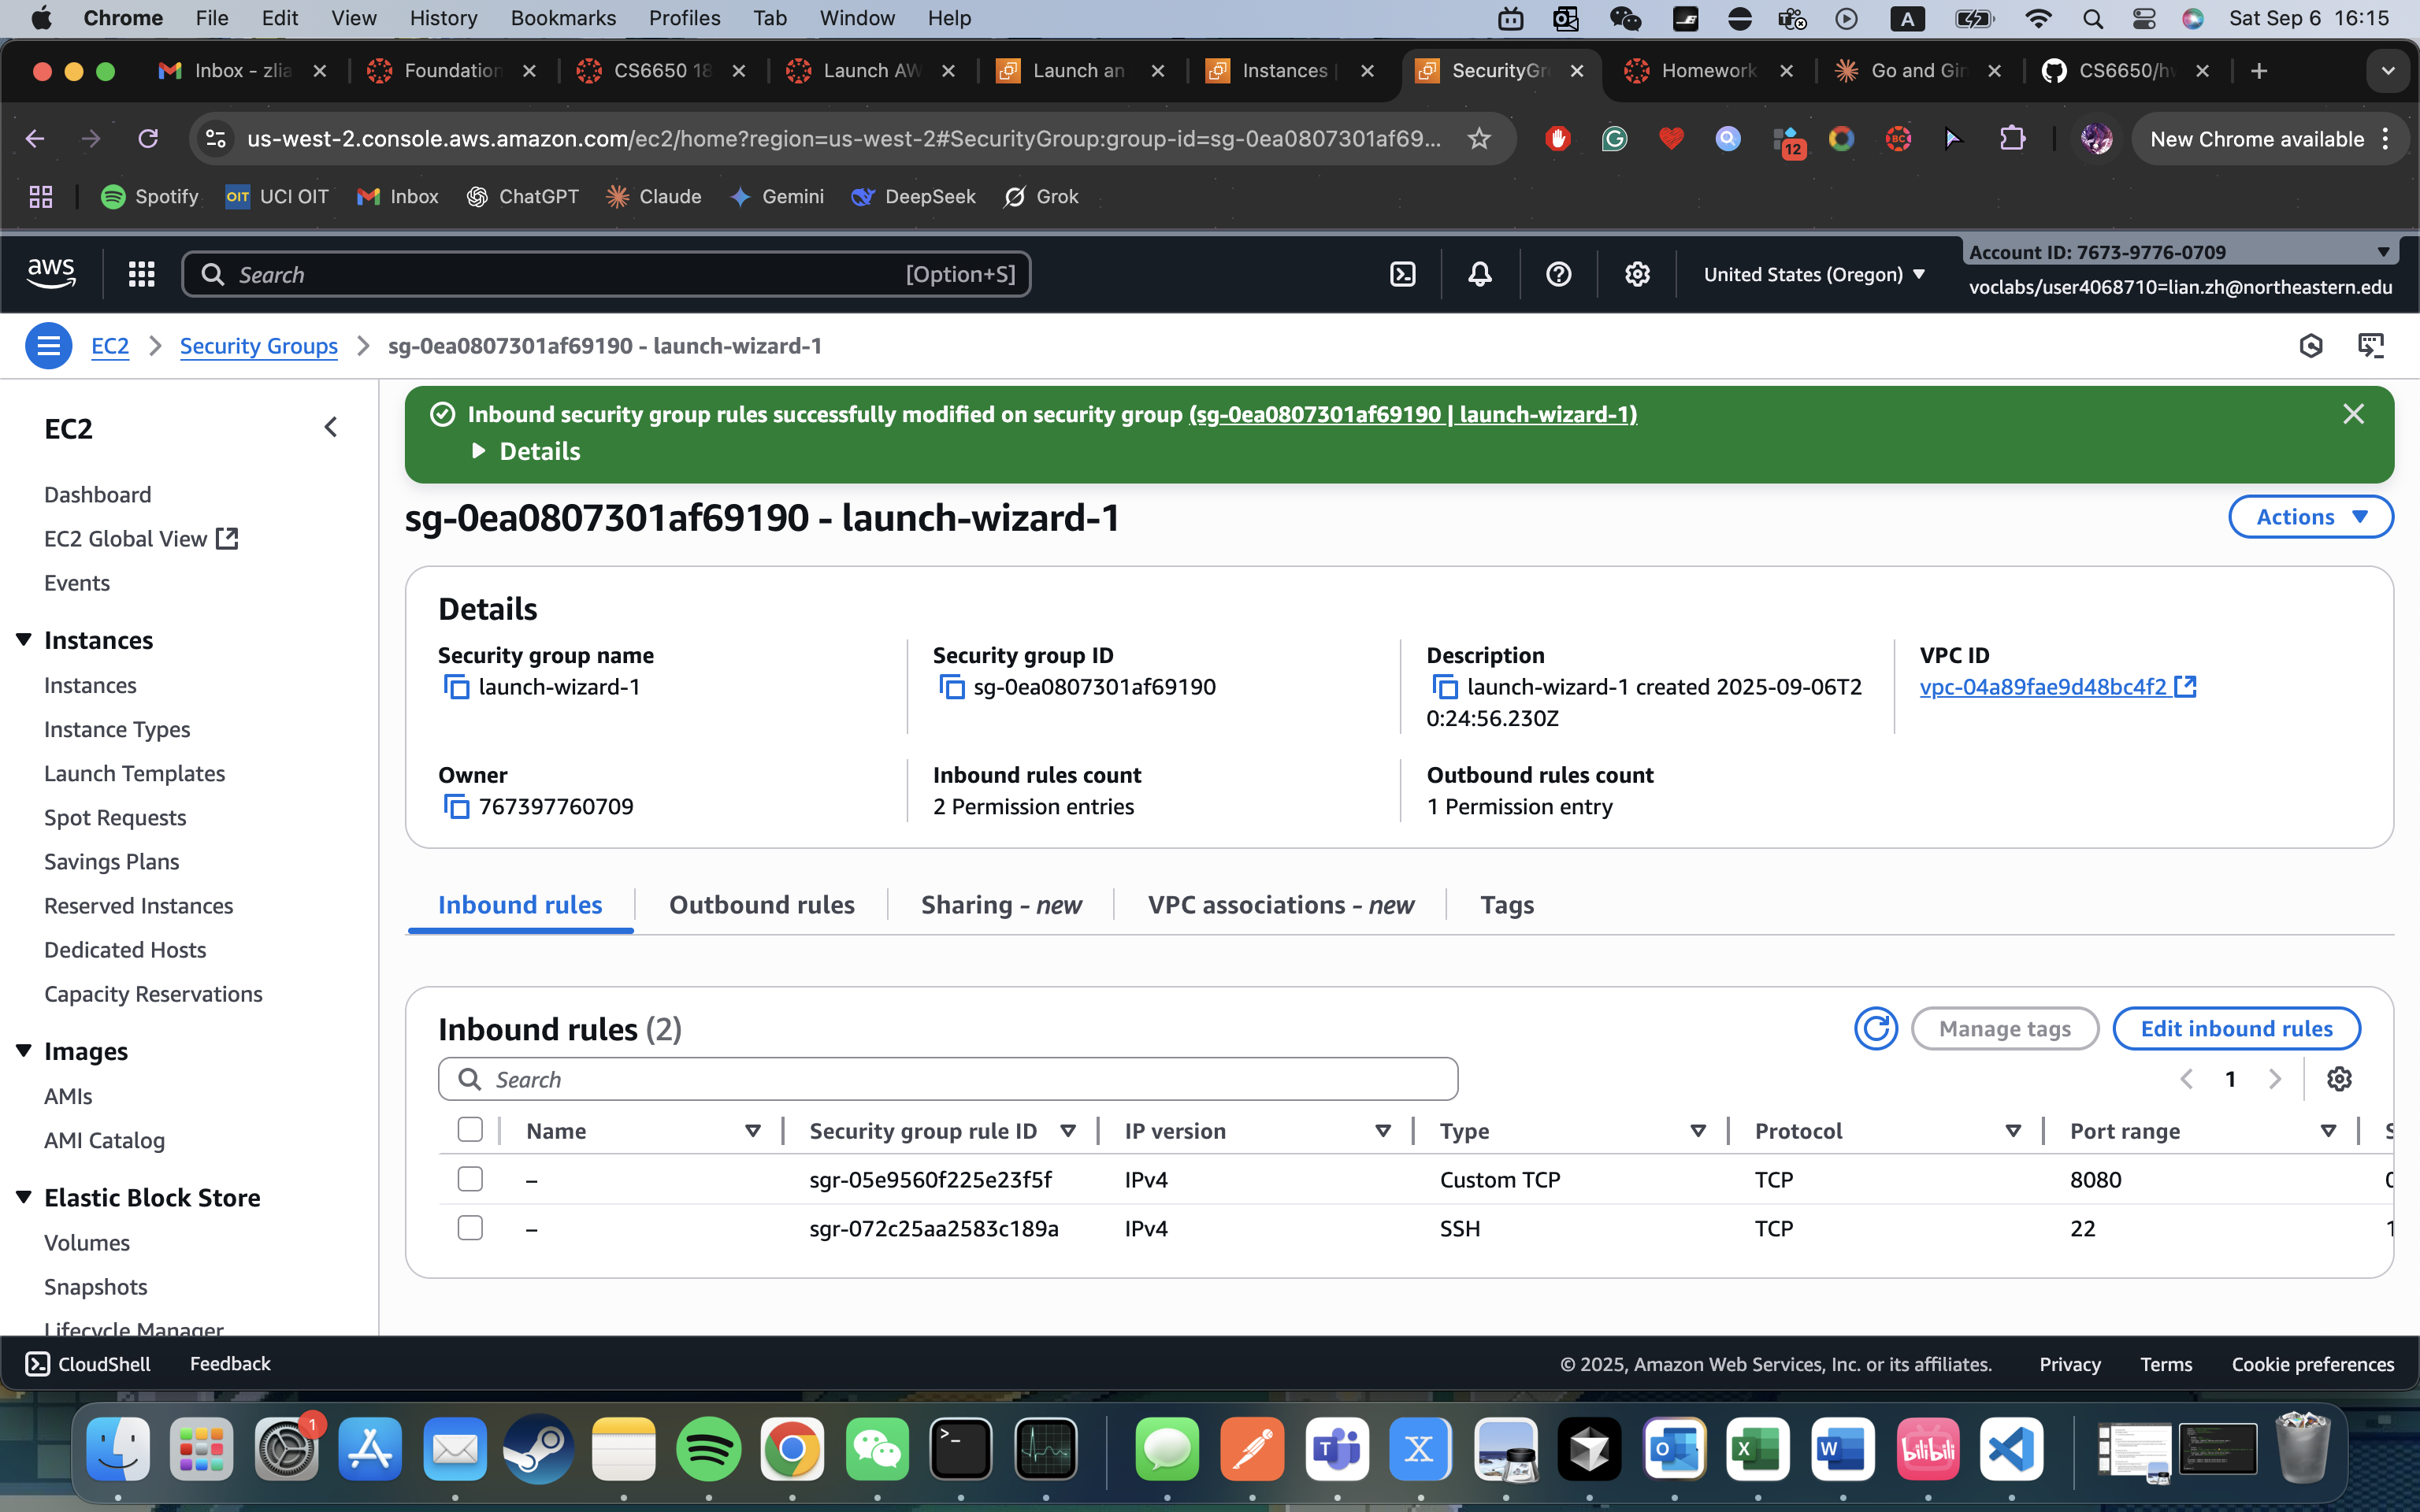 Chrome File Edit View History Bookmarks Profiles Tab Window Help
A Sat Sep 6 16:15
Inbox - zlia Foundation CS6650 18 Launch AW Launch an Instances | SecurityGr Homework Go and Gin CS6650/hw
us-west-2.console.aws.amazon.com/ec2/home?region=us-west-2#SecurityGroup:group-id=sg-0ea0807301af69... 12 BC New Chrome available
Spotify OIT UCI OIT Inbox ChatGPT Claude Gemini DeepSeek Grok
aws Search [Option+S] United States (Oregon) Account ID: 7673-9776-0709
voclabs/user4068710=lian.zh@northeastern.edu
EC2 Security Groups sg-0ea0807301af69190 - launch-wizard-1
EC2
Dashboard
EC2 Global View
Events
Instances
Instances
Instance Types
Launch Templates
Spot Requests
Savings Plans
Reserved Instances
Dedicated Hosts
Capacity Reservations
Images
AMIs
AMI Catalog
Elastic Block Store
Volumes
Snapshots
Lifecycle Manager
Inbound security group rules successfully modified on security group (sg-0ea0807301af69190 | launch-wizard-1)
Details
sg-0ea0807301af69190 - launch-wizard-1 Actions
Details
Security group name
launch-wizard-1
Security group ID
sg-0ea0807301af69190
Description
launch-wizard-1 created 2025-09-06T2
0:24:56.230Z
VPC ID
vpc-04a89fae9d48bc4f2
Owner
767397760709
Inbound rules count
2 Permission entries
Outbound rules count
1 Permission entry
Inbound rules Outbound rules Sharing - new VPC associations - new Tags
Inbound rules (2) Manage tags Edit inbound rules
Search 1
Name Security group rule ID IP version Type Protocol Port range
– sgr-05e9560f225e23f5f IPv4 Custom TCP TCP 8080
– sgr-072c25aa2583c189a IPv4 SSH TCP 22
CloudShell Feedback © 2025, Amazon Web Services, Inc. or its affiliates. Privacy Terms Cookie preferences
1
bilibili